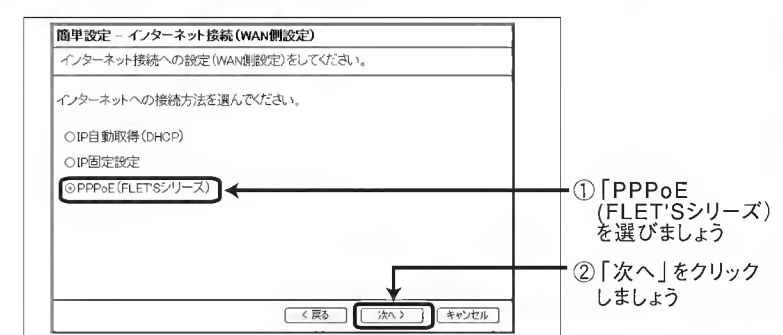 簡単設定 - インターネット接続(WAN側設定)
インターネット接続への設定(WAN側設定)をしてください。
インターネットへの接続方法を選んでください。
○IP自動取得(DHCP)
○IP固定設定
◉PPPoE(FLET'Sシリーズ)
①「PPPoE
(FLET'Sシリーズ)
を選びましょう
②「次へ」をクリック
しましょう
< 戻る
次へ >
キャンセル